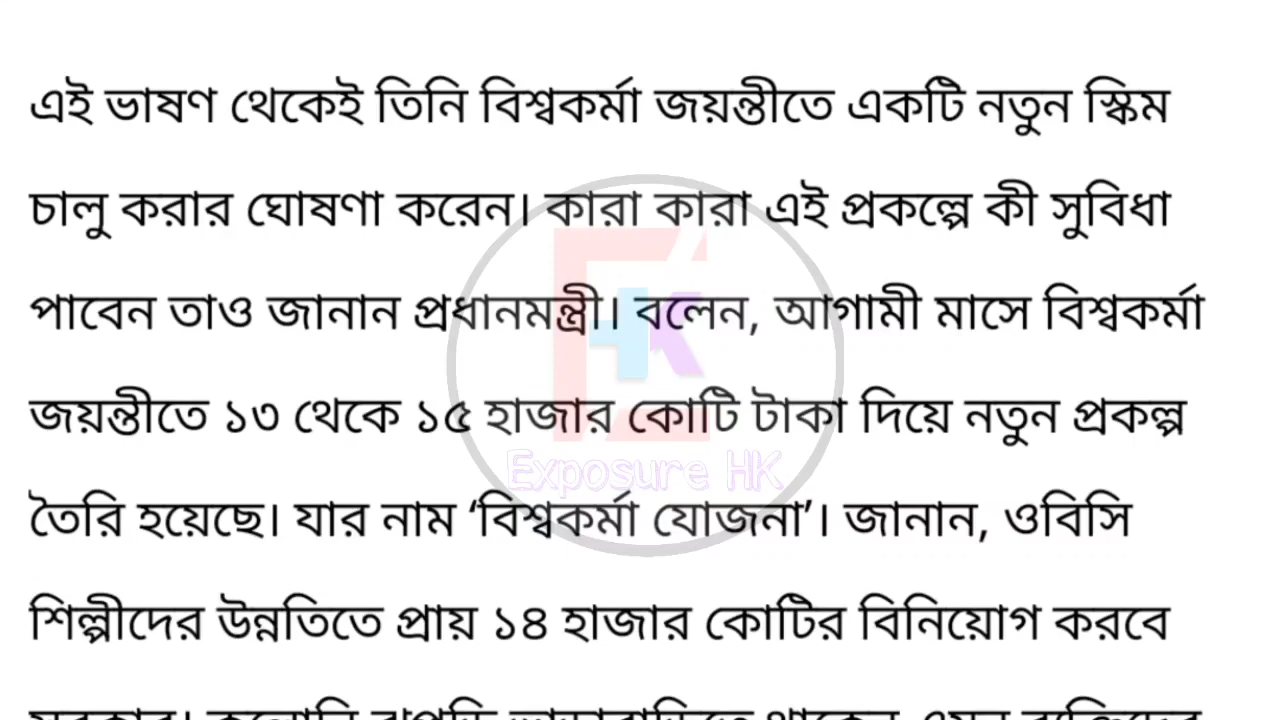 এই ভাষণ থেকেই তিনি বিশ্বকর্মা জয়ন্তীতে একটি নতুন স্কিম
চালু করার ঘোষণা করেন। কারা কারা এই প্রকল্পে কী সুবিধা
পাবেন তাও জানান প্রধানমন্ত্রী। বলেন, আগামী মাসে বিশ্বকর্মা
জয়ন্তীতে ১৩ থেকে ১৫ হাজার কোটি টাকা দিয়ে নতুন প্রকল্প
Exposure HK
তৈরি হয়েছে। যার নাম ‘বিশ্বকর্মা যোজনা’। জানান, ওবিসি
শিল্পীদের উন্নতিতে প্রায় ১৪ হাজার কোটির বিনিয়োগ করবে